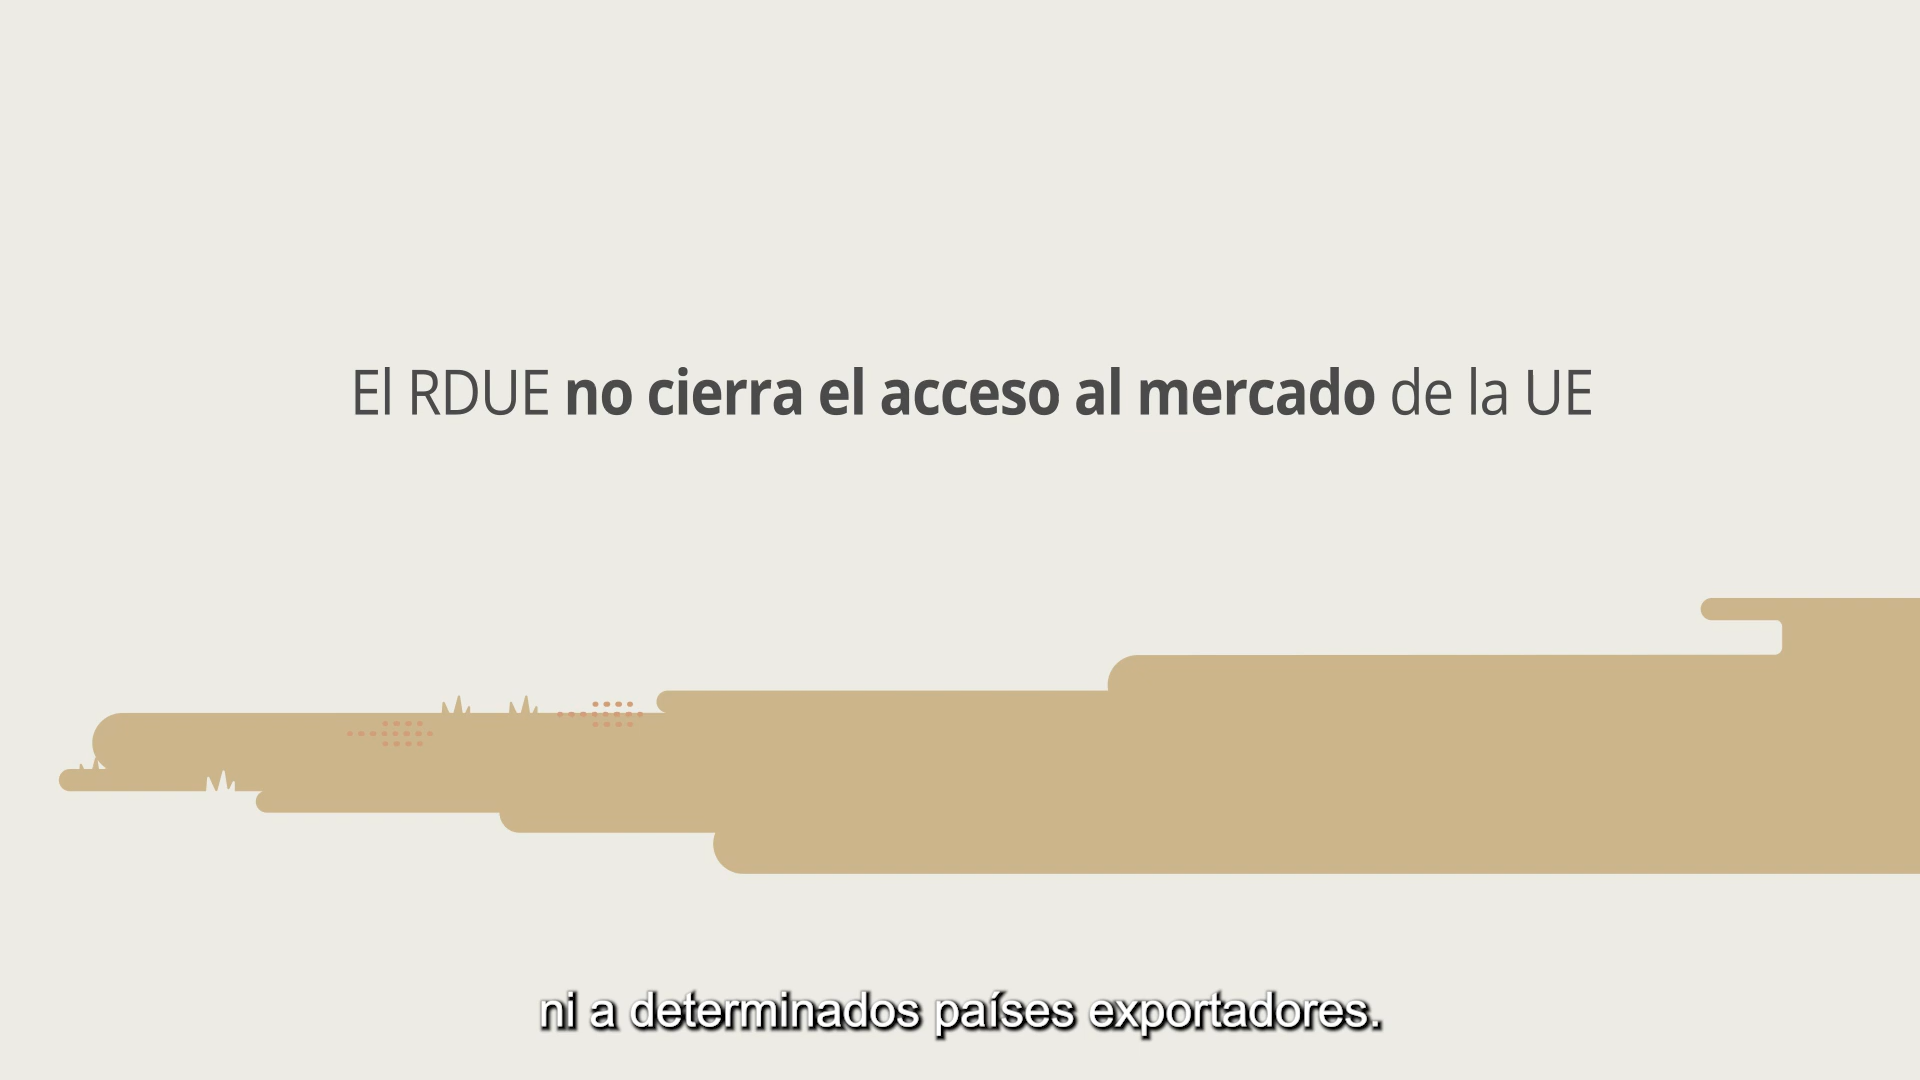 El RDUE no cierra el acceso al mercado de la UE
ni a determinados países exportadores.